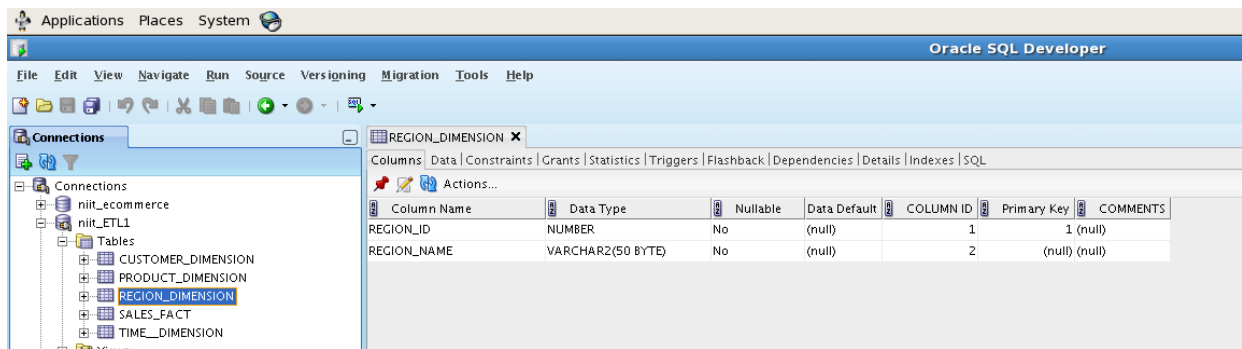 Applications Places System
Oracle SQL Developer
File Edit View Navigate Run Source Versioning Migration Tools Help
Connections
REGION_DIMENSION
Columns Data Constraints Grants Statistics Triggers Flashback Dependencies Details Indexes SQL
Actions...
Connections
niit_ecommerce
niit_ETL1
Tables
CUSTOMER_DIMENSION
PRODUCT_DIMENSION
REGION_DIMENSION
SALES_FACT
TIME__DIMENSION
Column Name Data Type Nullable Data Default COLUMN ID Primary Key COMMENTS
REGION_ID NUMBER No (null) 1 1 (null)
REGION_NAME VARCHAR2(50 BYTE) No (null) 2 (null) (null)